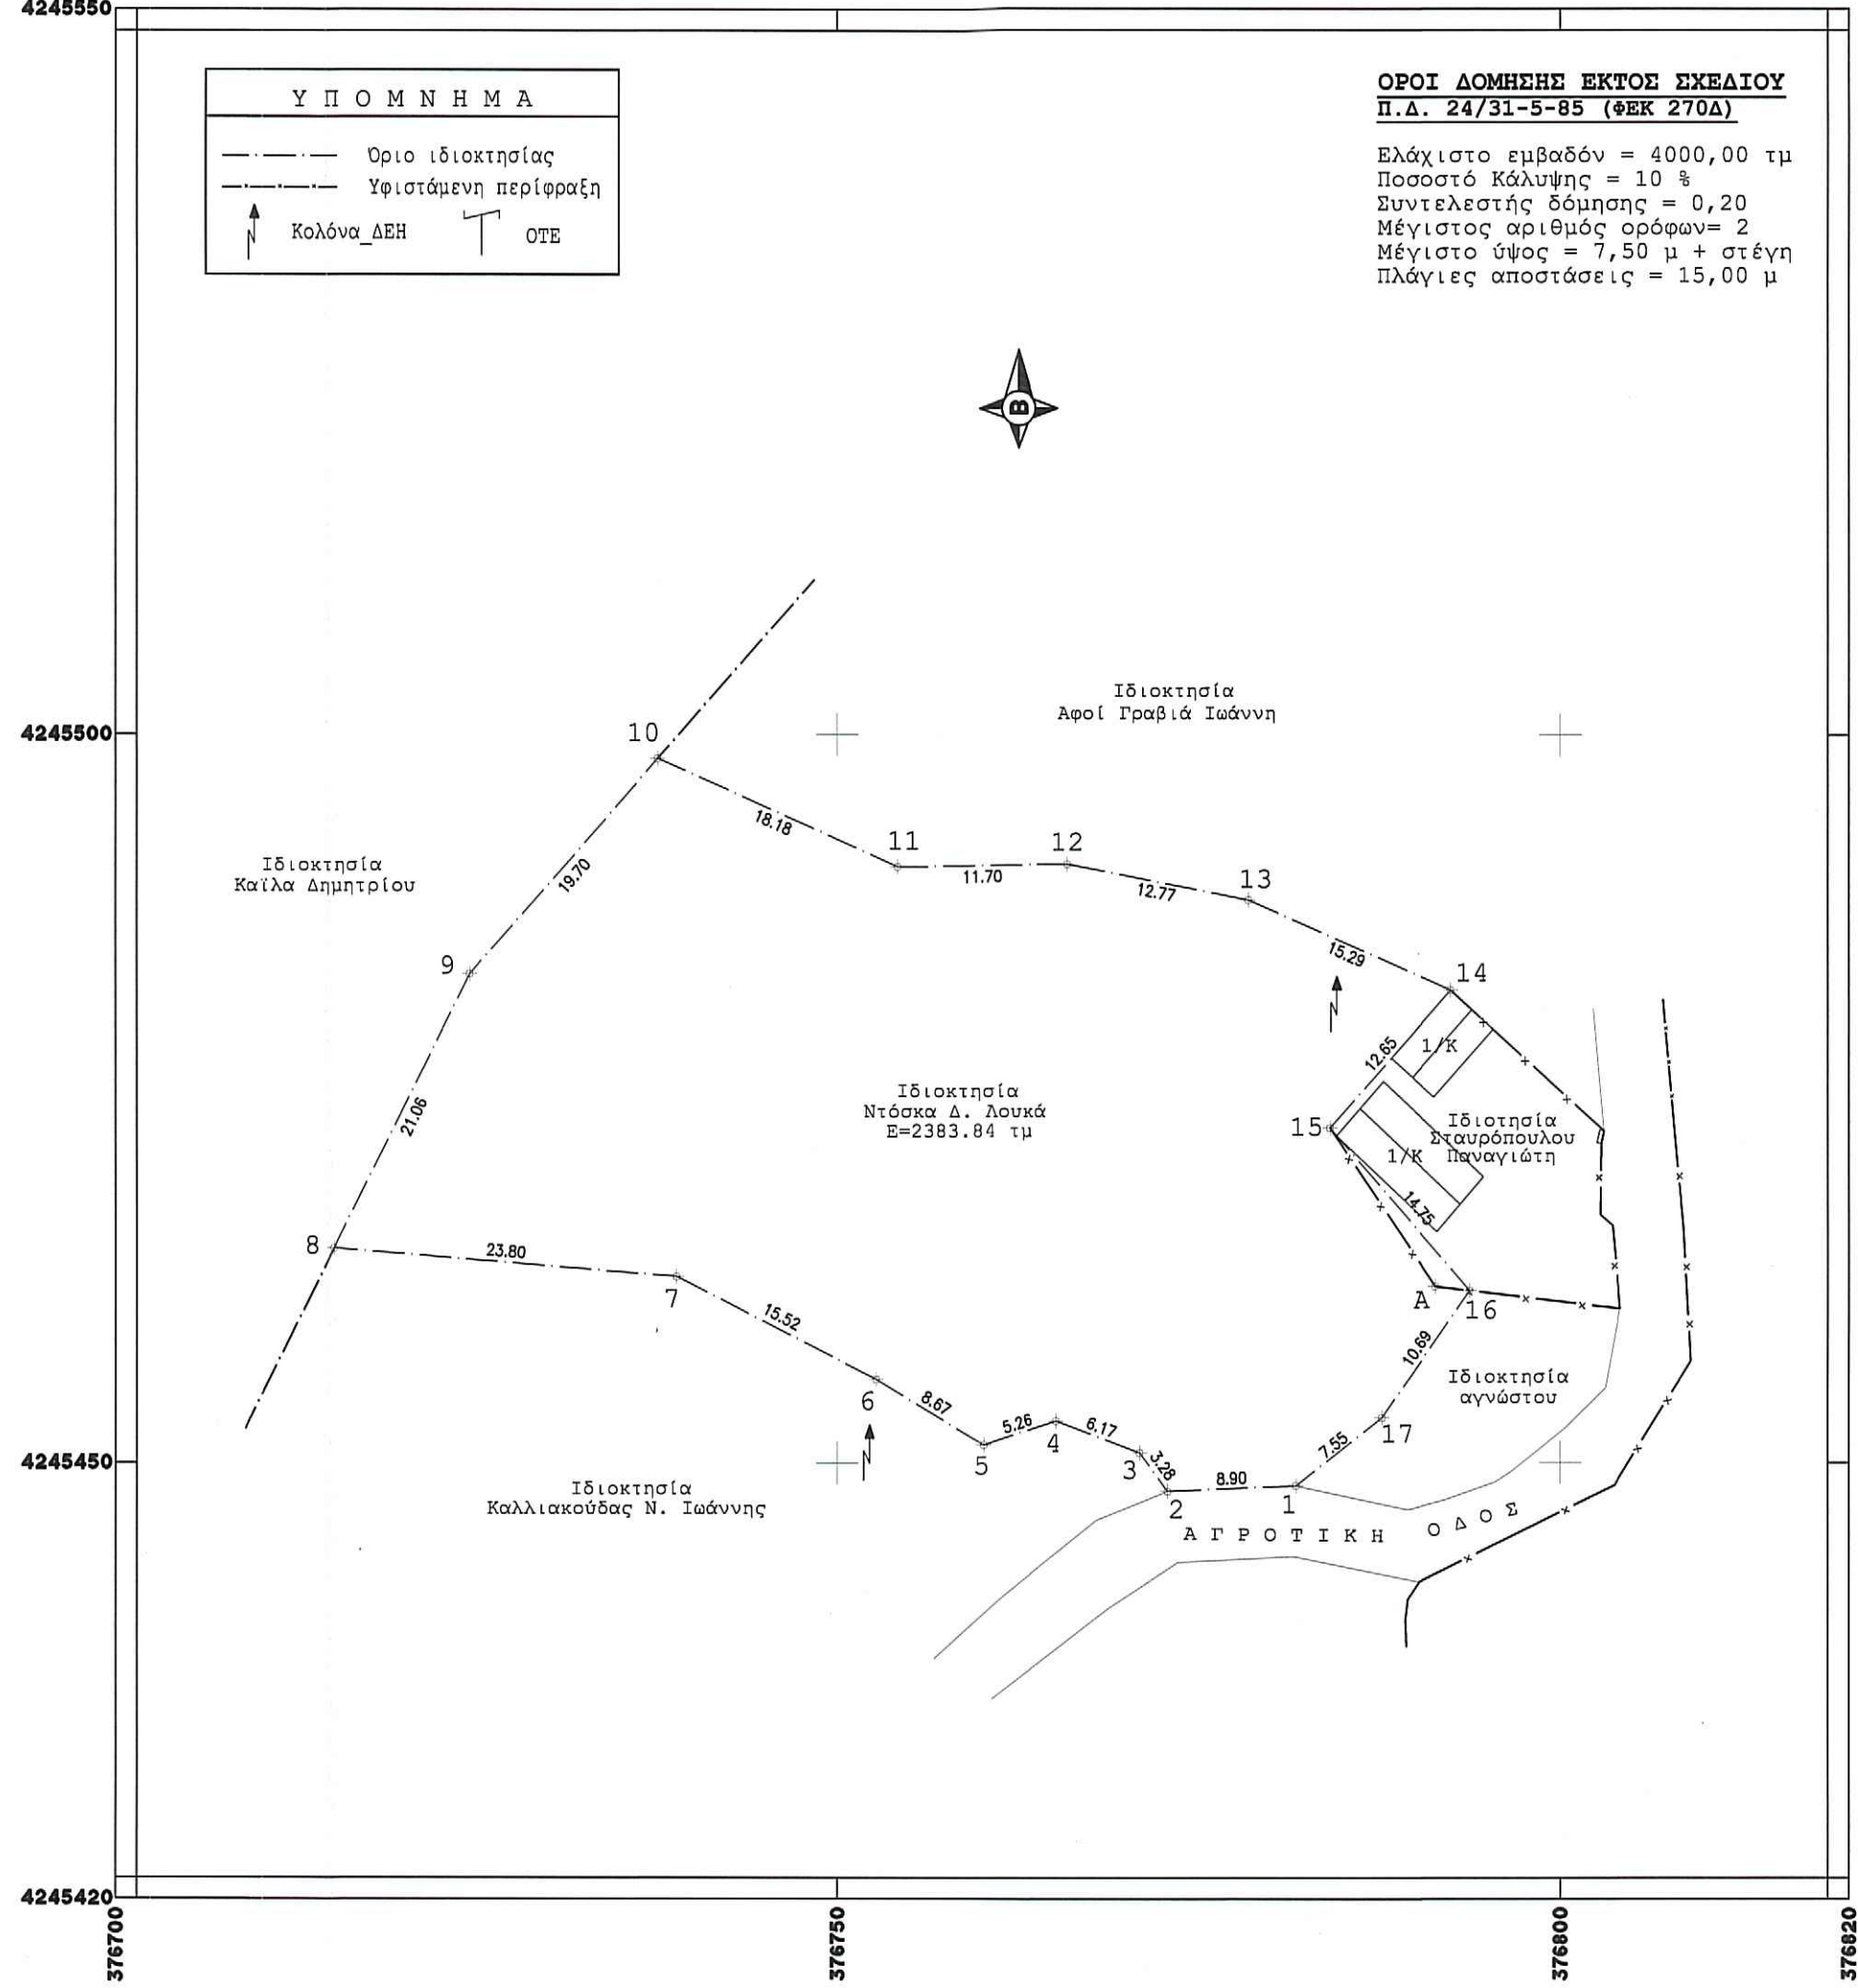 4245550
Υ Π Ο Μ Ν Η Μ Α
Όριο ιδιοκτησίας
Υφιστάμενη περίφραξη
Κολόνα_ΔΕΗ
ΟΤΕ
ΟΡΟΙ ΔΟΜΗΣΗΣ ΕΚΤΟΣ ΣΧΕΔΙΟΥ
Π.Δ. 24/31-5-85 (ΦΕΚ 270Δ)
Ελάχιστο εμβαδόν = 4000,00 τμ
Ποσοστό Κάλυψης = 10 %
Συντελεστής δόμησης = 0,20
Μέγιστος αριθμός ορόφων= 2
Μέγιστο ύψος = 7,50 μ + στέγη
Πλάγιες αποστάσεις = 15,00 μ
Β
Ιδιοκτησία
Αφοί Γραβιά Ιωάννη
4245500
10
18.18
11
11.70
12
12.77
13
15.29
14
Ιδιοκτησία
Καϊλα Δημητρίου
19.70
9
21.06
8
23.80
7
15.52
6
8.67
5
5.26
4
6.17
3
3.28
2
8.90
1
7.55
17
10.69
16
Α
14.75
15
12.65
1/Κ
1/Κ
Ιδιοτησία
Σταυρόπουλου
Παναγιώτη
Ιδιοκτησία
Ντόσκα Δ. Λουκά
Ε=2383.84 τμ
Ιδιοκτησία
αγνώστου
4245450
Ιδιοκτησία
Καλλιακούδας Ν. Ιωάννης
Α Γ Ρ Ο Τ Ι Κ Η Ο Δ Ο Σ
4245420
376700
376750
376800
376820